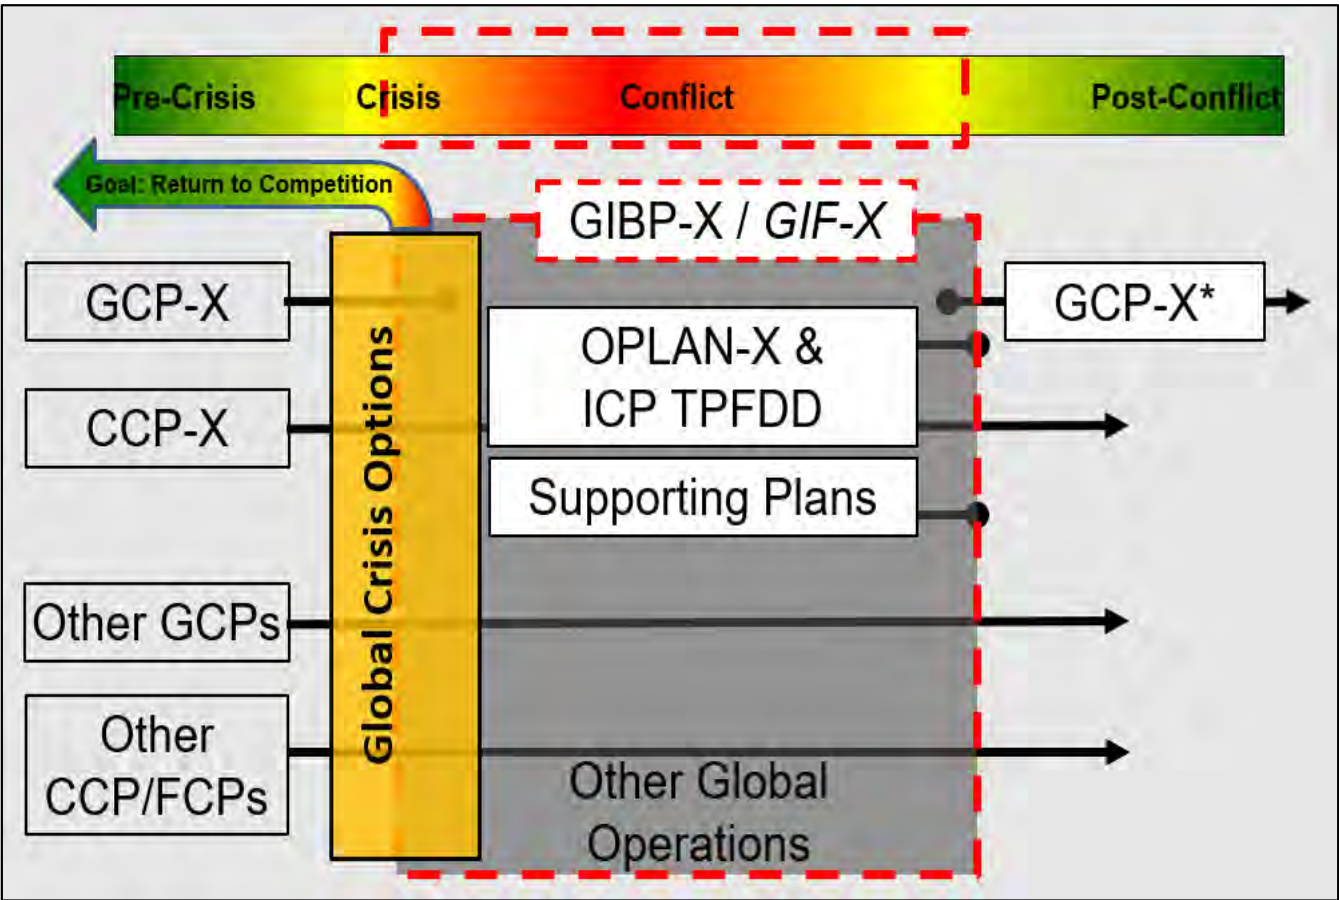 Pre-Crisis Crisis Conflict Post-Conflict
Goal: Return to Competition
GIBP-X / GIF-X
GCP-X
GCP-X*
OPLAN-X &
ICP TPFDD
CCP-X
Supporting Plans
Global Crisis Options
Other GCPs
Other
CCP/FCPs
Other Global
Operations